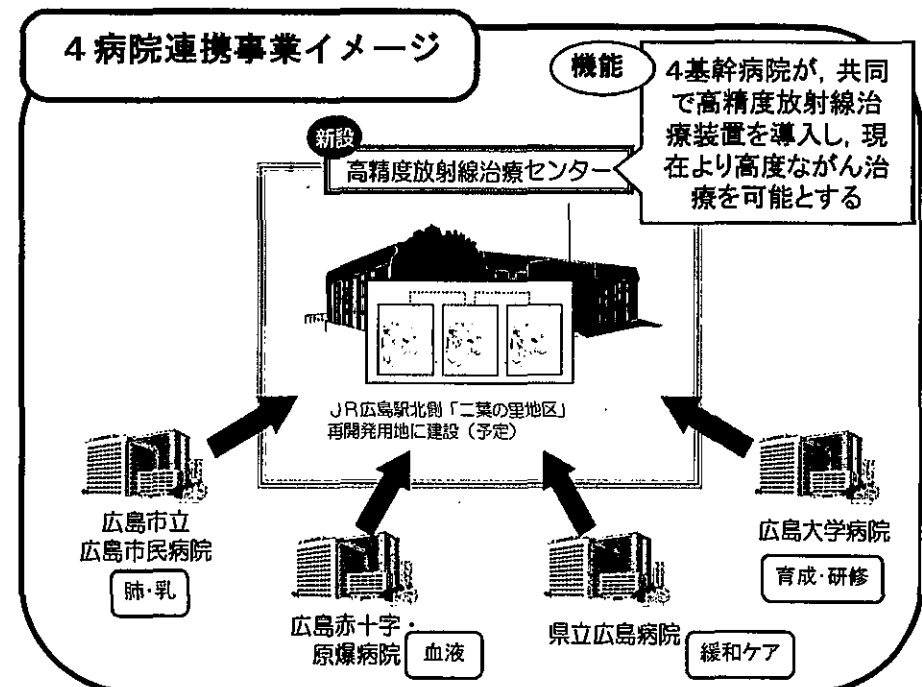 4病院連携事業イメージ
機能
4基幹病院が，共同
で高精度放射線治
療装置を導入し，現
在より高度ながん治
療を可能とする
新設
高精度放射線治療センター
ＪＲ広島駅北側「二葉の里地区」
再開発用地に建設（予定）
広島市立
広島市民病院
肺・乳
広島赤十字・
原爆病院
血液
県立広島病院
緩和ケア
広島大学病院
育成・研修